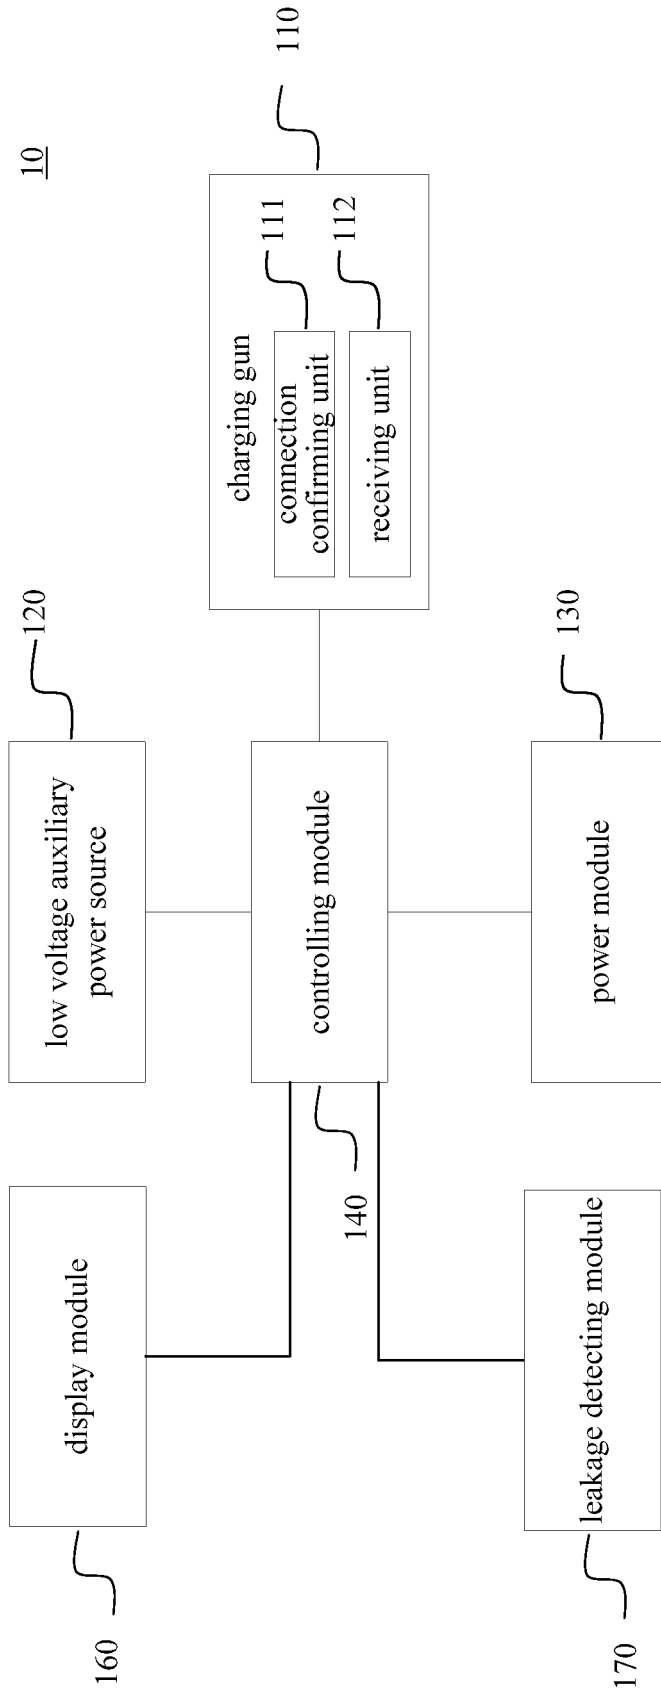 10
110
charging gun
111
connection
confirming unit
112
receiving unit
120
low voltage auxiliary
power source
130
power module
controlling module
140
display module
160
leakage detecting module
170